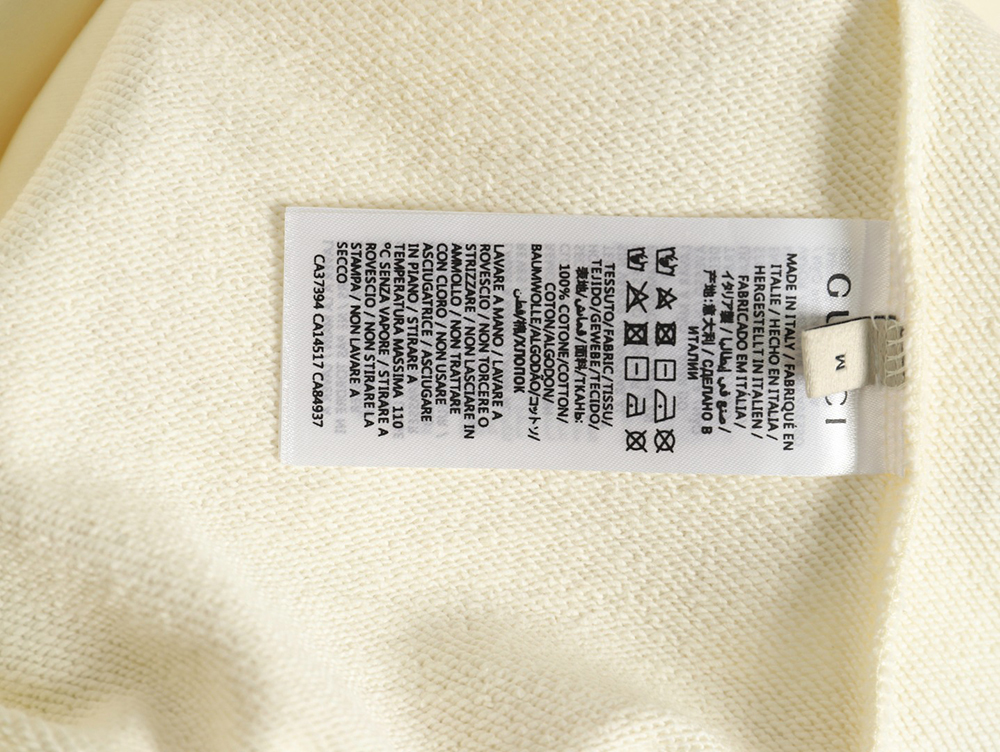 GUCCI
M
MADE IN ITALY / FABRIQUÉ EN
ITALIE / HECHO EN ITALIA /
HERGESTELLT IN ITALIEN /
FABRICADO EM ITÁLIA /
イタリア製 / صنع في إيطاليا /
产地:意大利 / СДЕЛАНО В
ИТАЛИИ
TESSUTO/FABRIC/TISSU/
TEJIDO/GEWEBE/TECIDO/
表地/قماش/面料/ТКАНЬ:
100% COTONE/COTTON/
COTON/ALGODON/
BAUMWOLLE/ALGODÃO/コットン/
قطن/棉/ХЛОПОК
LAVARE A MANO / LAVARE A
ROVESCIO / NON TORCERE O
STRIZZARE / NON LASCIARE IN
AMMOLLO / NON TRATTARE
CON CLORO / NON USARE
ASCIUGATRICE / ASCIUGARE
IN PIANO / STIRARE A
TEMPERATURA MASSIMA 110
°C SENZA VAPORE / STIRARE A
ROVESCIO / NON STIRARE LA
STAMPA / NON LAVARE A
SECCO
CA37394 CA14517 CA84937